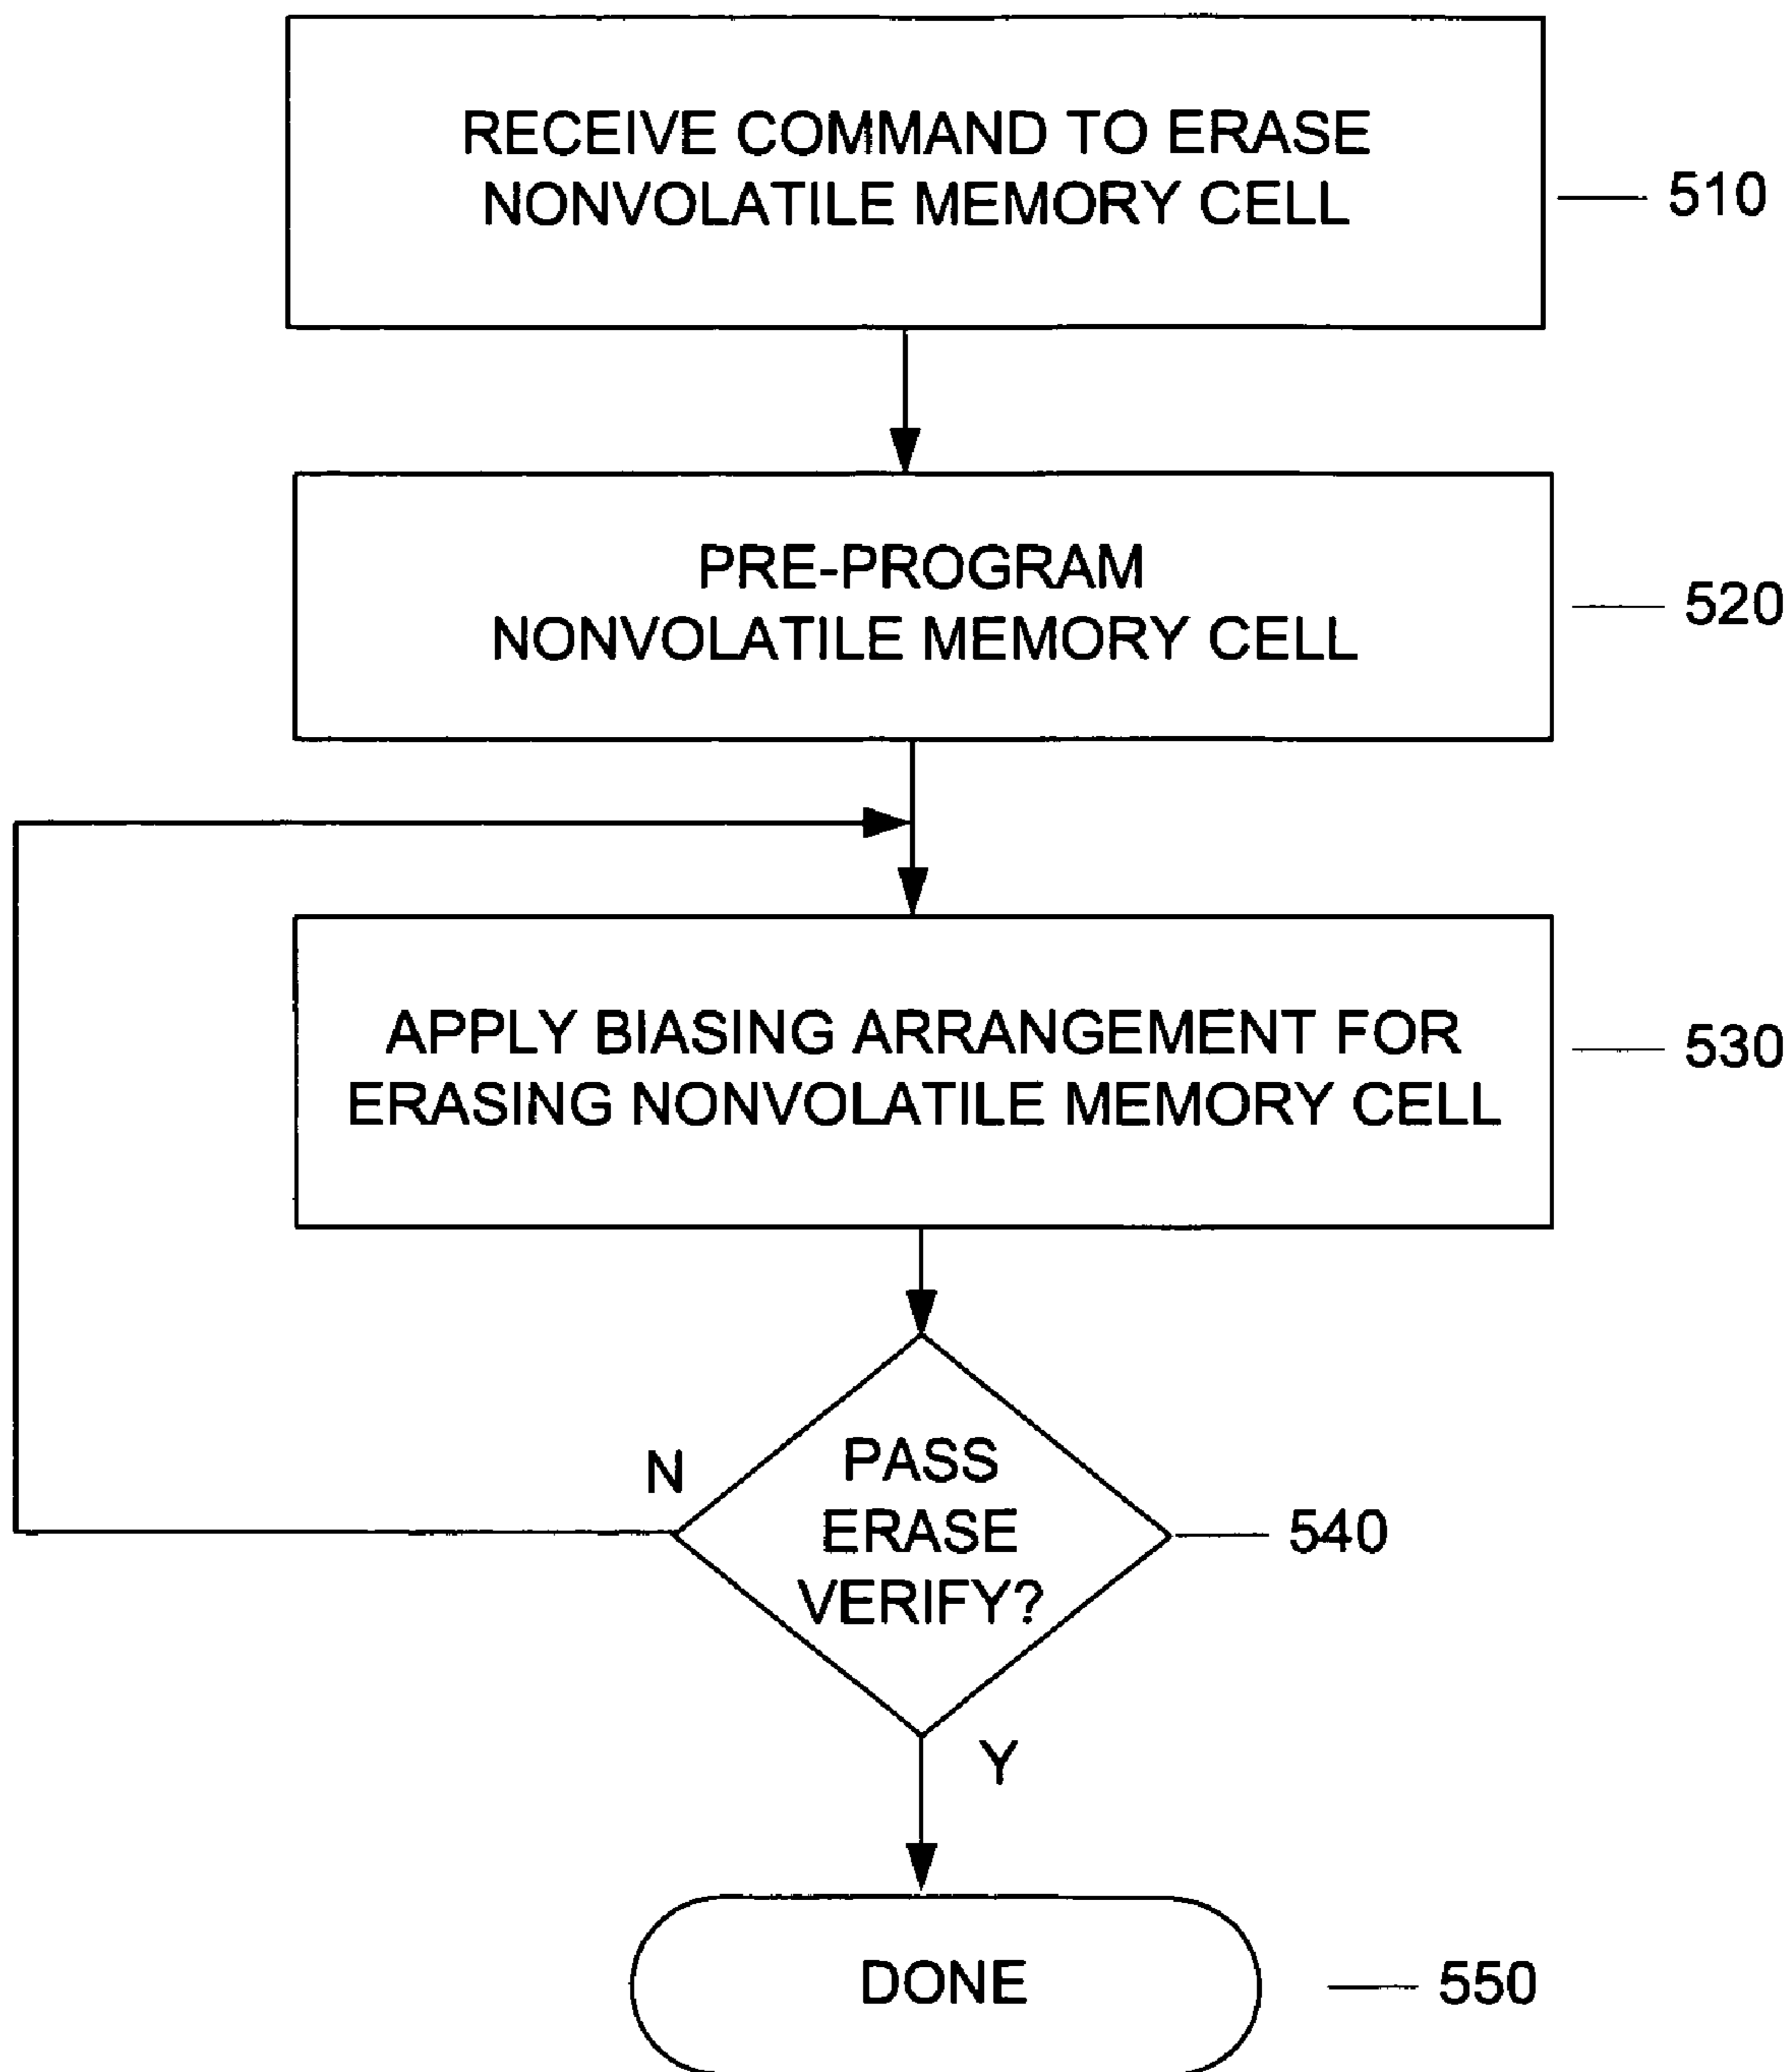 RECEIVE COMMAND TO ERASE
NONVOLATILE MEMORY CELL
510
PRE-PROGRAM
NONVOLATILE MEMORY CELL
520
APPLY BIASING ARRANGEMENT FOR
ERASING NONVOLATILE MEMORY CELL
530
N
PASS
ERASE
VERIFY?
540
Y
DONE
550